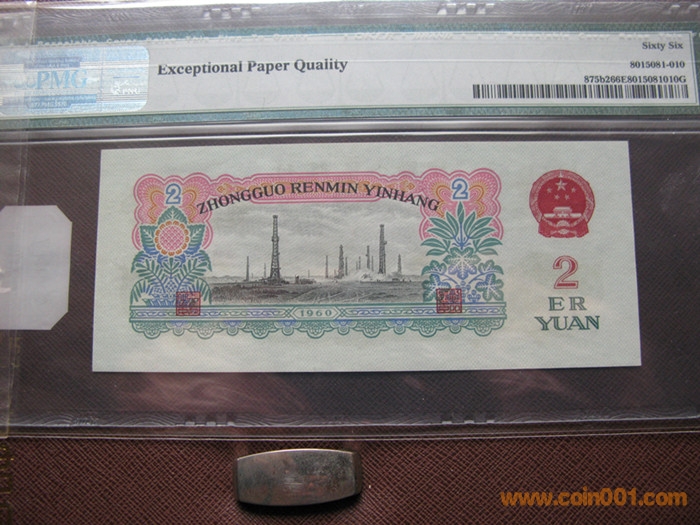 Sixty Six
PMG
Exceptional Paper Quality
8015081-010
875b266E8015081010G
2
2
ZHONGGUO RENMIN YINHANG
2
ER
YUAN
1960
www.coin001.com